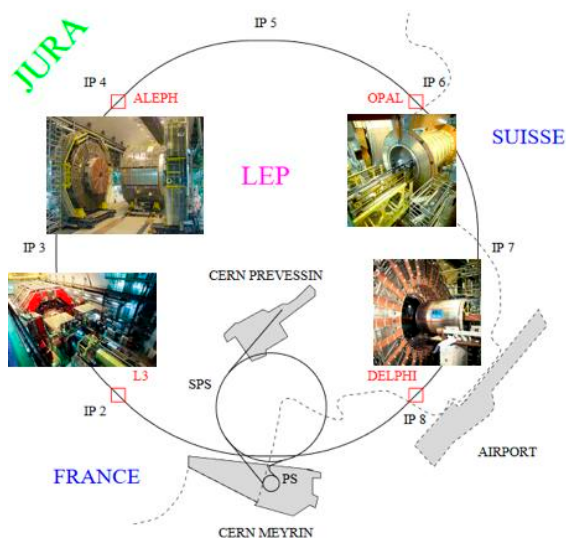 IP 5
JURA
IP 4
IP 6
ALEPH
OPAL
SUISSE
LEP
IP 3
IP 7
CERN PREVESSIN
L3
SPS
DELPHI
IP 2
IP 8
AIRPORT
FRANCE
PS
CERN MEYRIN